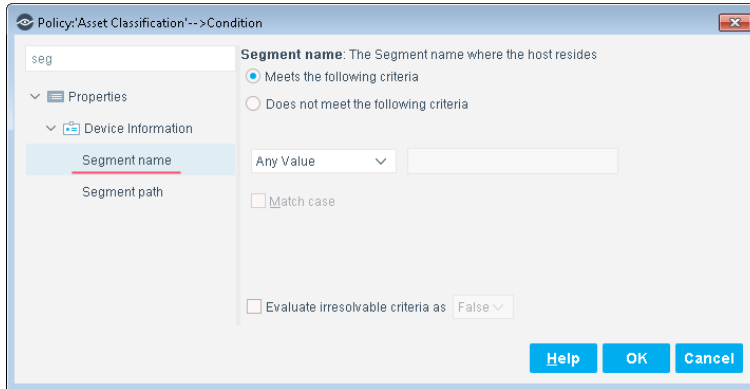 Policy:'Asset Classification'-->Condition
seg
Segment name: The Segment name where the host resides
Meets the following criteria
Properties
Does not meet the following criteria
Device Information
Segment name
Any Value
Segment path
Match case
Evaluate irresolvable criteria as False
Help OK Cancel